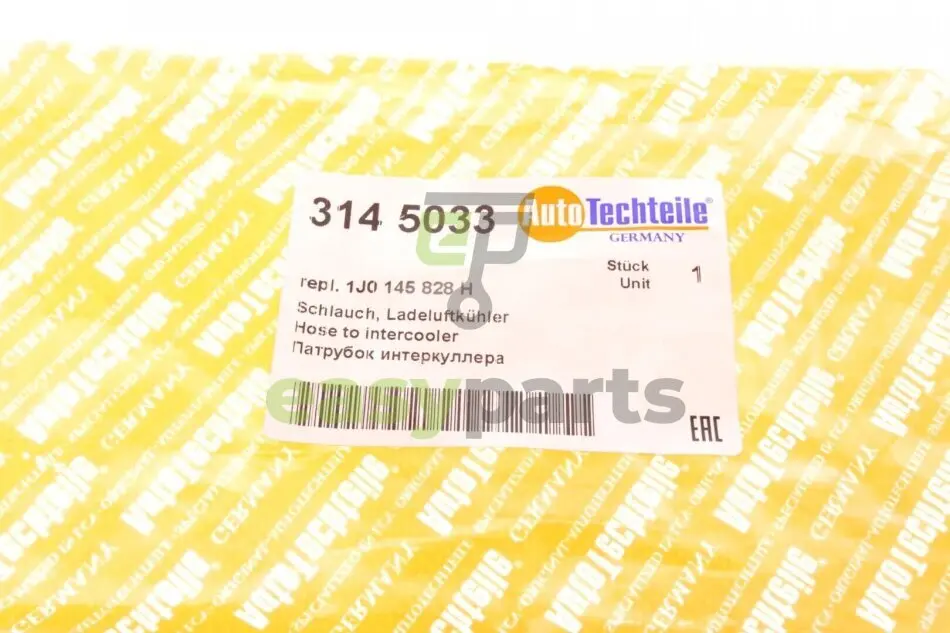 314 5033
AutoTechteile®
GERMANY
Stück 1
Unit
repl. 1J0 145 828 H
Schlauch, Ladeluftkühler
Hose to intercooler
Патрубок интеркуллера
easyparts
EAC